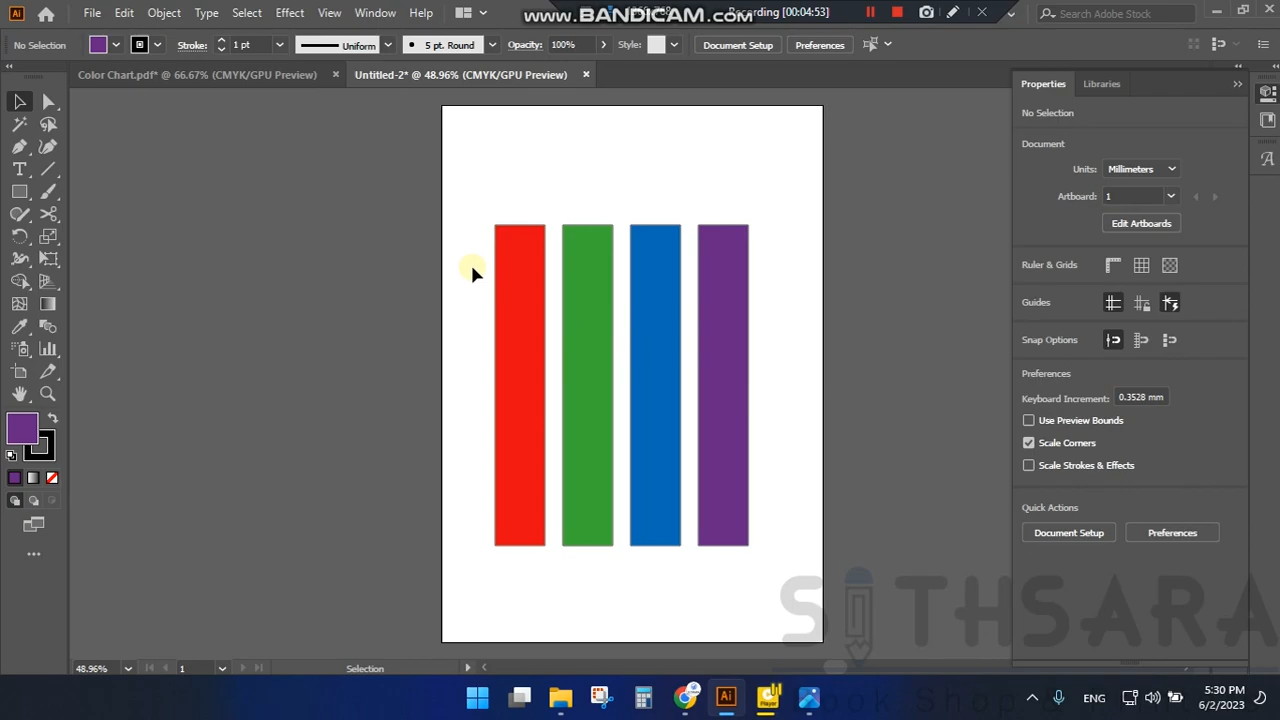 www.BANDICAM.com
Recording [00:04:53]
Ai File Edit Object Type Select Effect View Window Help
Search Adobe Stock
No Selection
Stroke: 1 pt
Uniform
5 pt. Round
Opacity: 100%
Style:
Document Setup
Preferences
Color Chart.pdf* @ 66.67% (CMYK/GPU Preview) ×
Untitled-2* @ 48.96% (CMYK/GPU Preview) ×
Properties
Libraries
No Selection
Document
Units: Millimeters
Artboard: 1
Edit Artboards
Ruler & Grids
Guides
Snap Options
Preferences
Keyboard Increment: 0.3528 mm
Use Preview Bounds
Scale Corners
Scale Strokes & Effects
Quick Actions
Document Setup
Preferences
SITHSARA
48.96%
1
Selection
Ai
Player
ENG
5:30 PM
6/2/2023